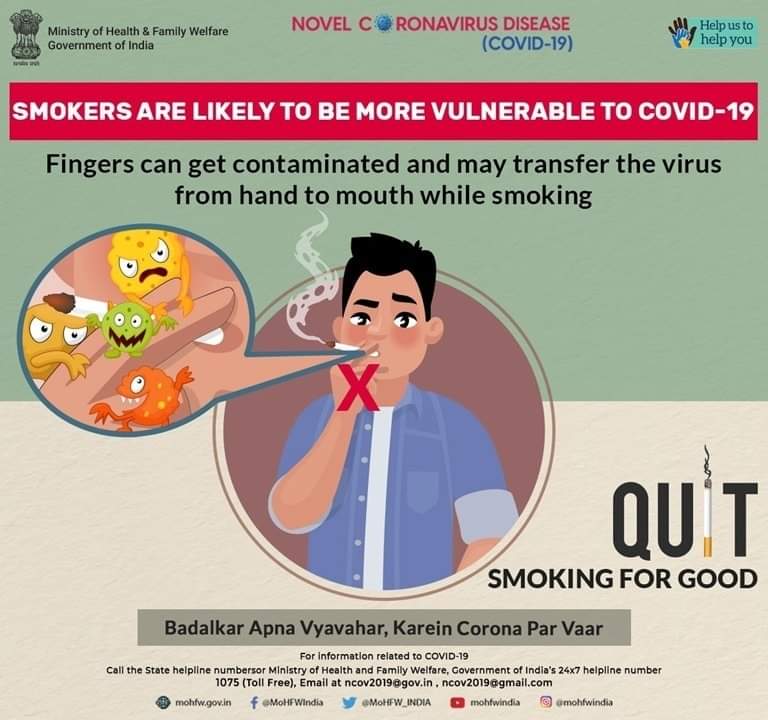 Ministry of Health & Family Welfare
Government of India
NOVEL CORONAVIRUS DISEASE
(COVID-19)
Help us to
help you
SMOKERS ARE LIKELY TO BE MORE VULNERABLE TO COVID-19
Fingers can get contaminated and may transfer the virus
from hand to mouth while smoking
X
QUIT
SMOKING FOR GOOD
Badalkar Apna Vyavahar, Karein Corona Par Vaar
For information related to COVID-19
Call the State helpline numbersor Ministry of Health and Family Welfare, Government of India's 24x7 helpline number
1075 (Toll Free), Email at ncov2019@gov.in , ncov2019@gmail.com
mohfw.gov.in @MoHFWIndia @MoHFW_INDIA mohfwindia @mohfwindia